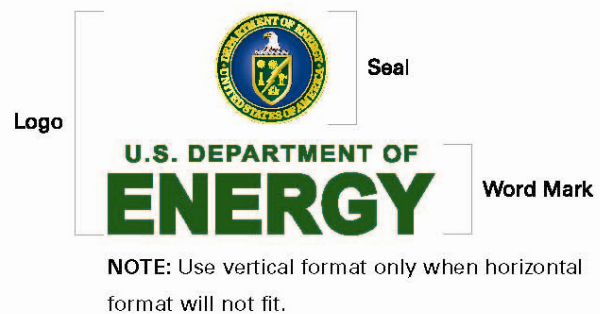 DEPARTMENT OF ENERGY
UNITED STATES OF AMERICA
Seal
Logo
U.S. DEPARTMENT OF
ENERGY
Word Mark
NOTE: Use vertical format only when horizontal
format will not fit.